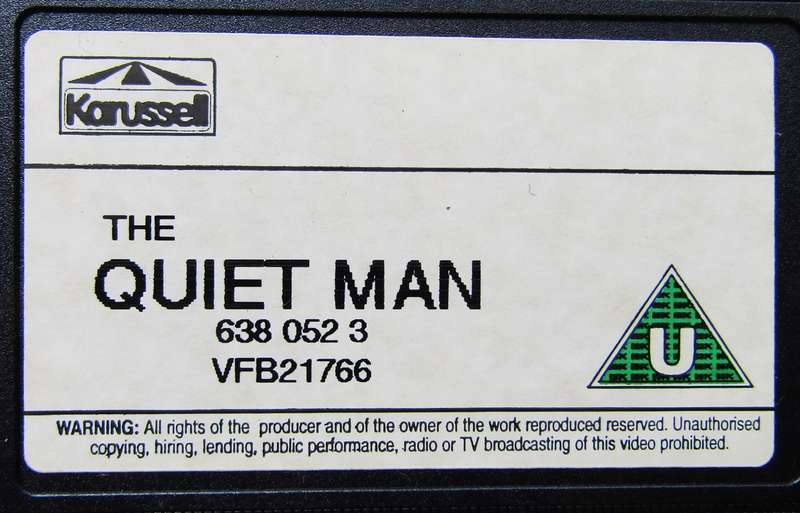 Karussell
THE
QUIET MAN
638 052 3
VFB21766
U
WARNING: All rights of the producer and of the owner of the work reproduced reserved. Unauthorised
copying, hiring, lending, public performance, radio or TV broadcasting of this video prohibited.